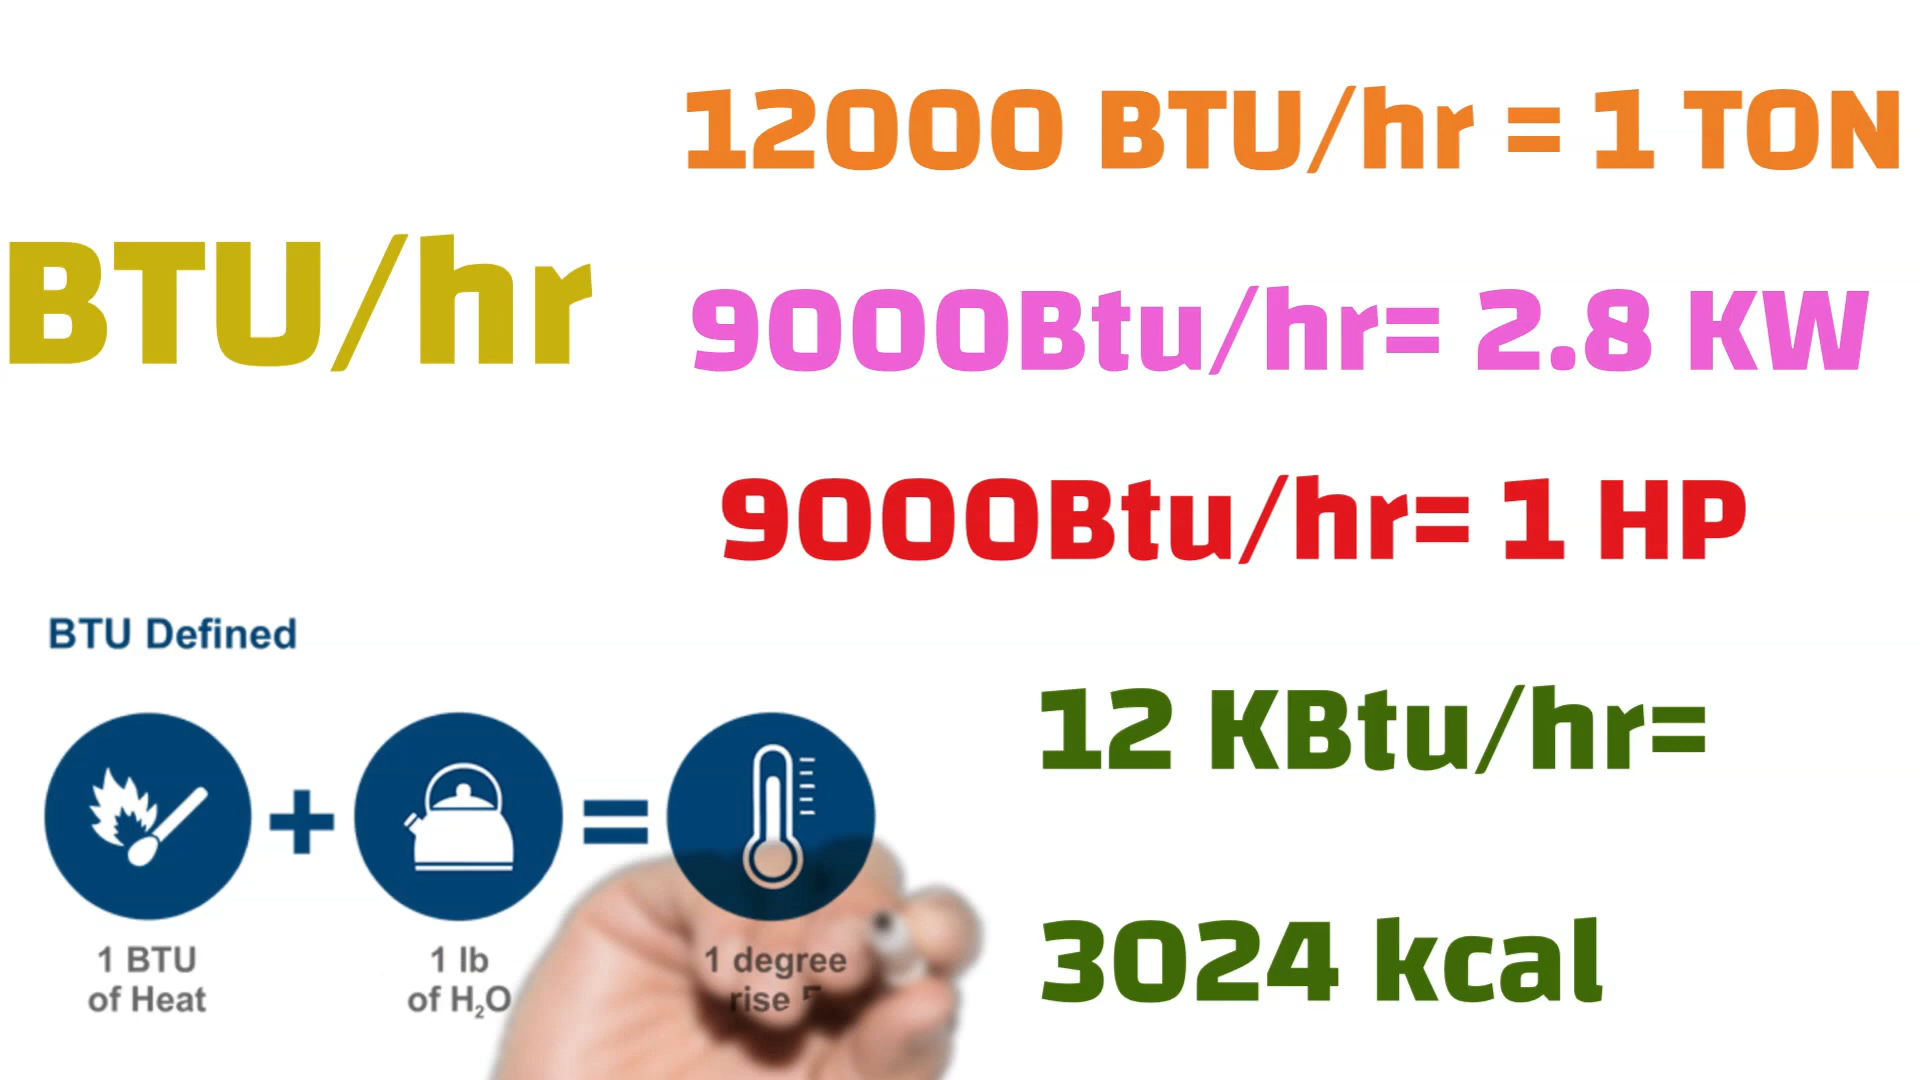 12000 BTU/hr = 1 TON
BTU/hr
9000Btu/hr= 2.8 KW
9000Btu/hr= 1 HP
BTU Defined
12 KBtu/hr=
3024 kcal
1 BTU
of Heat
1 lb
of H₂O
1 degree
rise